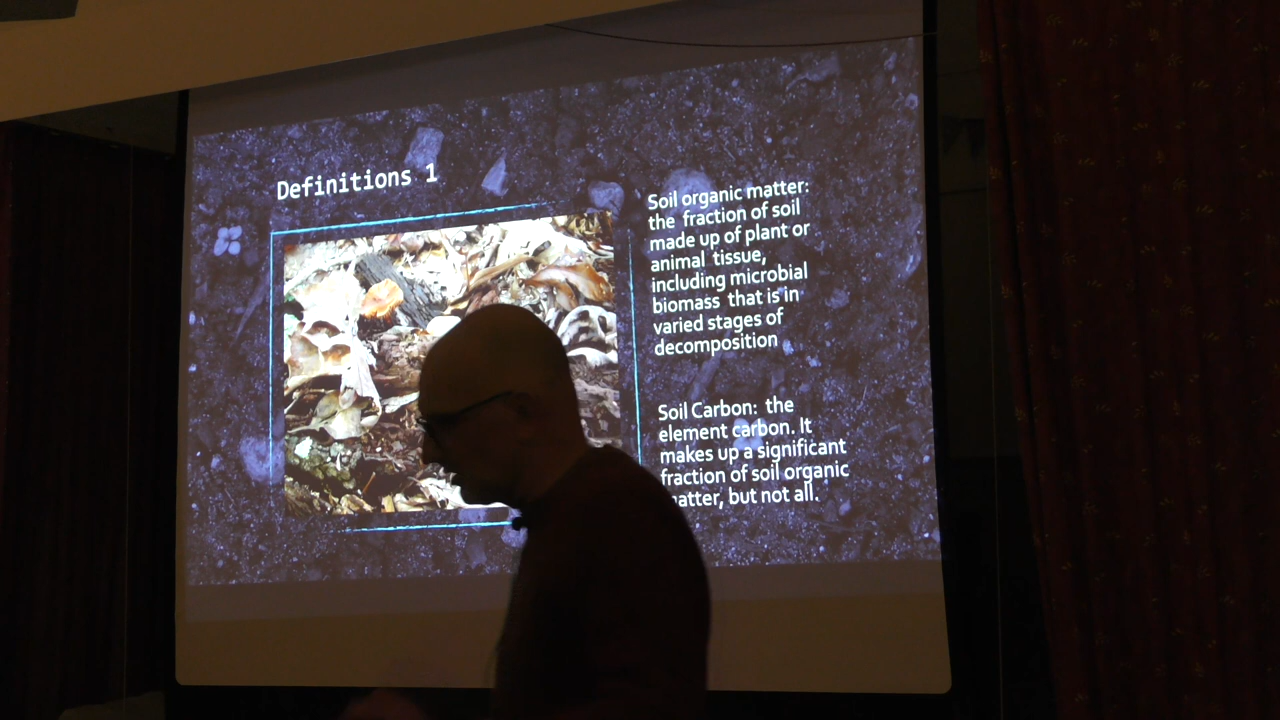 Definitions 1
Soil organic matter:
the fraction of soil
made up of plant or
animal tissue,
including microbial
biomass that is in
varied stages of
decomposition
Soil Carbon: the
element carbon. It
makes up a significant
fraction of soil organic
matter, but not all.